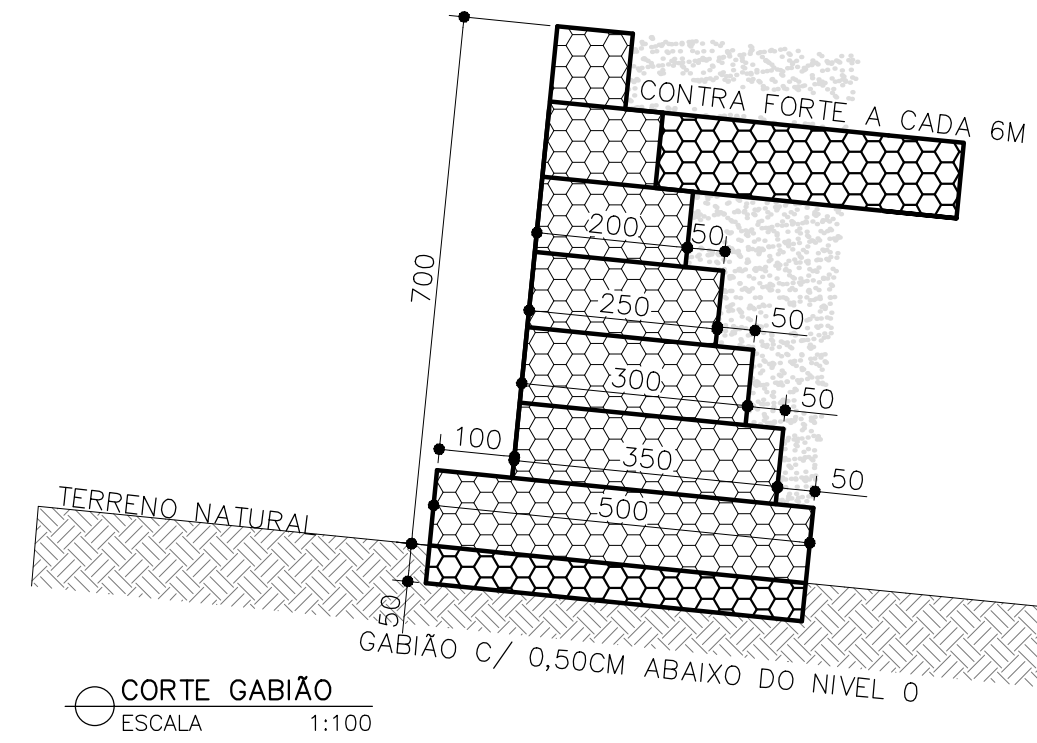 CONTRA FORTE A CADA 6M
200
50
700
250
50
300
50
100
350
50
500
TERRENO NATURAL
50
GABIÃO C/ 0,50CM ABAIXO DO NIVEL 0
CORTE GABIÃO
ESCALA 1:100